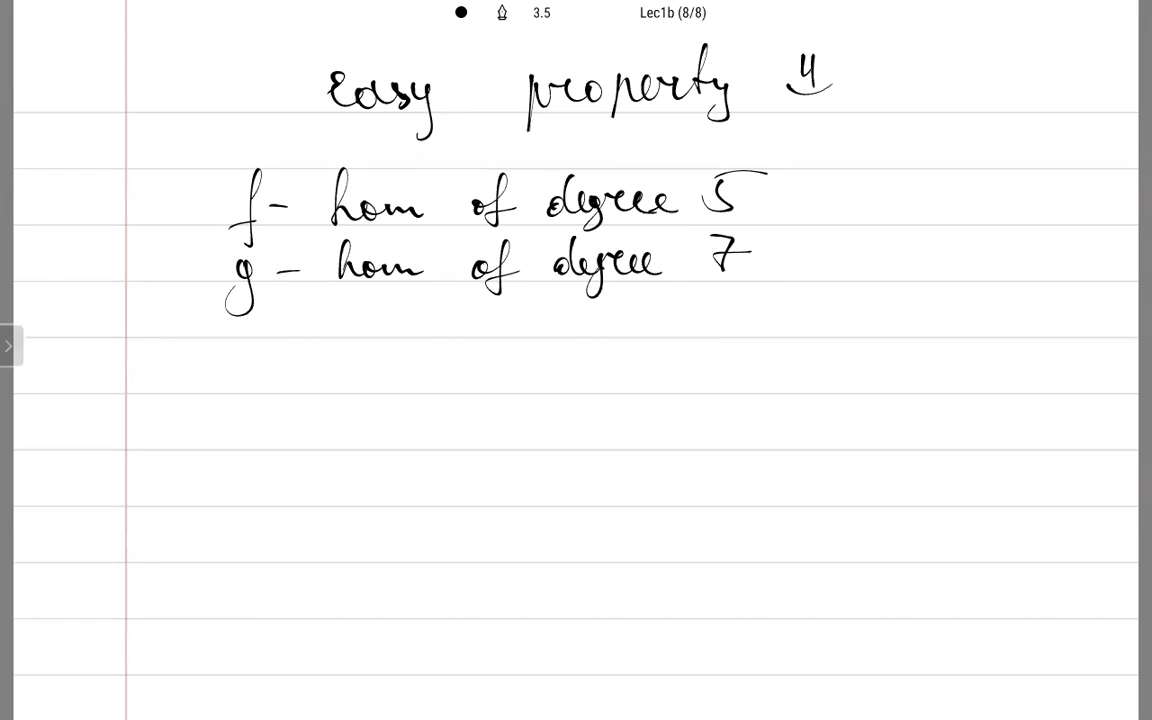 3.5 Lec1b (8/8)
Easy property 4
f - hom of degree 5
g - hom of degree 7